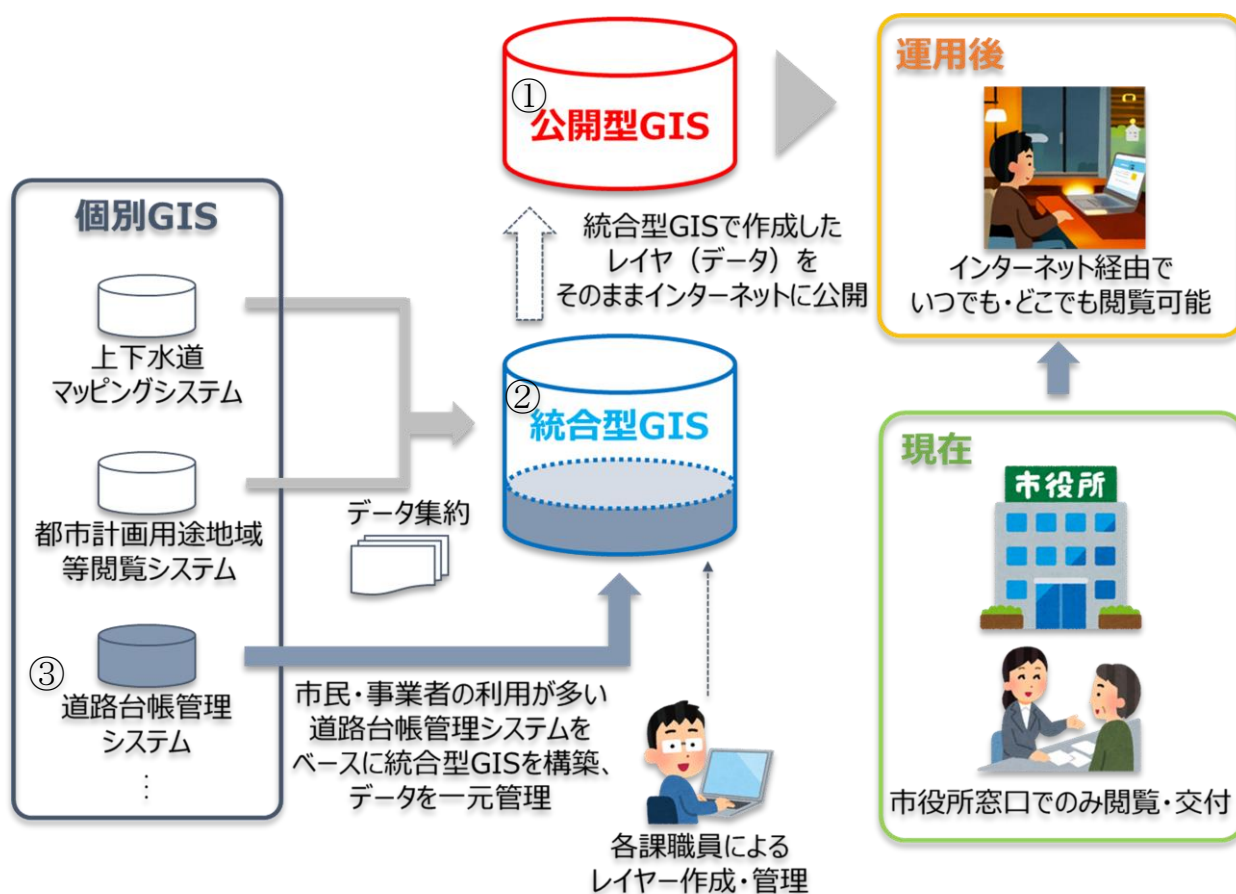 個別GIS
上下水道
マッピングシステム
都市計画用途地域
等閲覧システム
③
道路台帳管理
システム
⋮
データ集約
市民・事業者の利用が多い
道路台帳管理システムを
ベースに統合型GISを構築、
データを一元管理
①
公開型GIS
統合型GISで作成した
レイヤ（データ）を
そのままインターネットに公開
②
統合型GIS
各課職員による
レイヤー作成・管理
運用後
インターネット経由で
いつでも・どこでも閲覧可能
現在
市役所
市役所窓口でのみ閲覧・交付